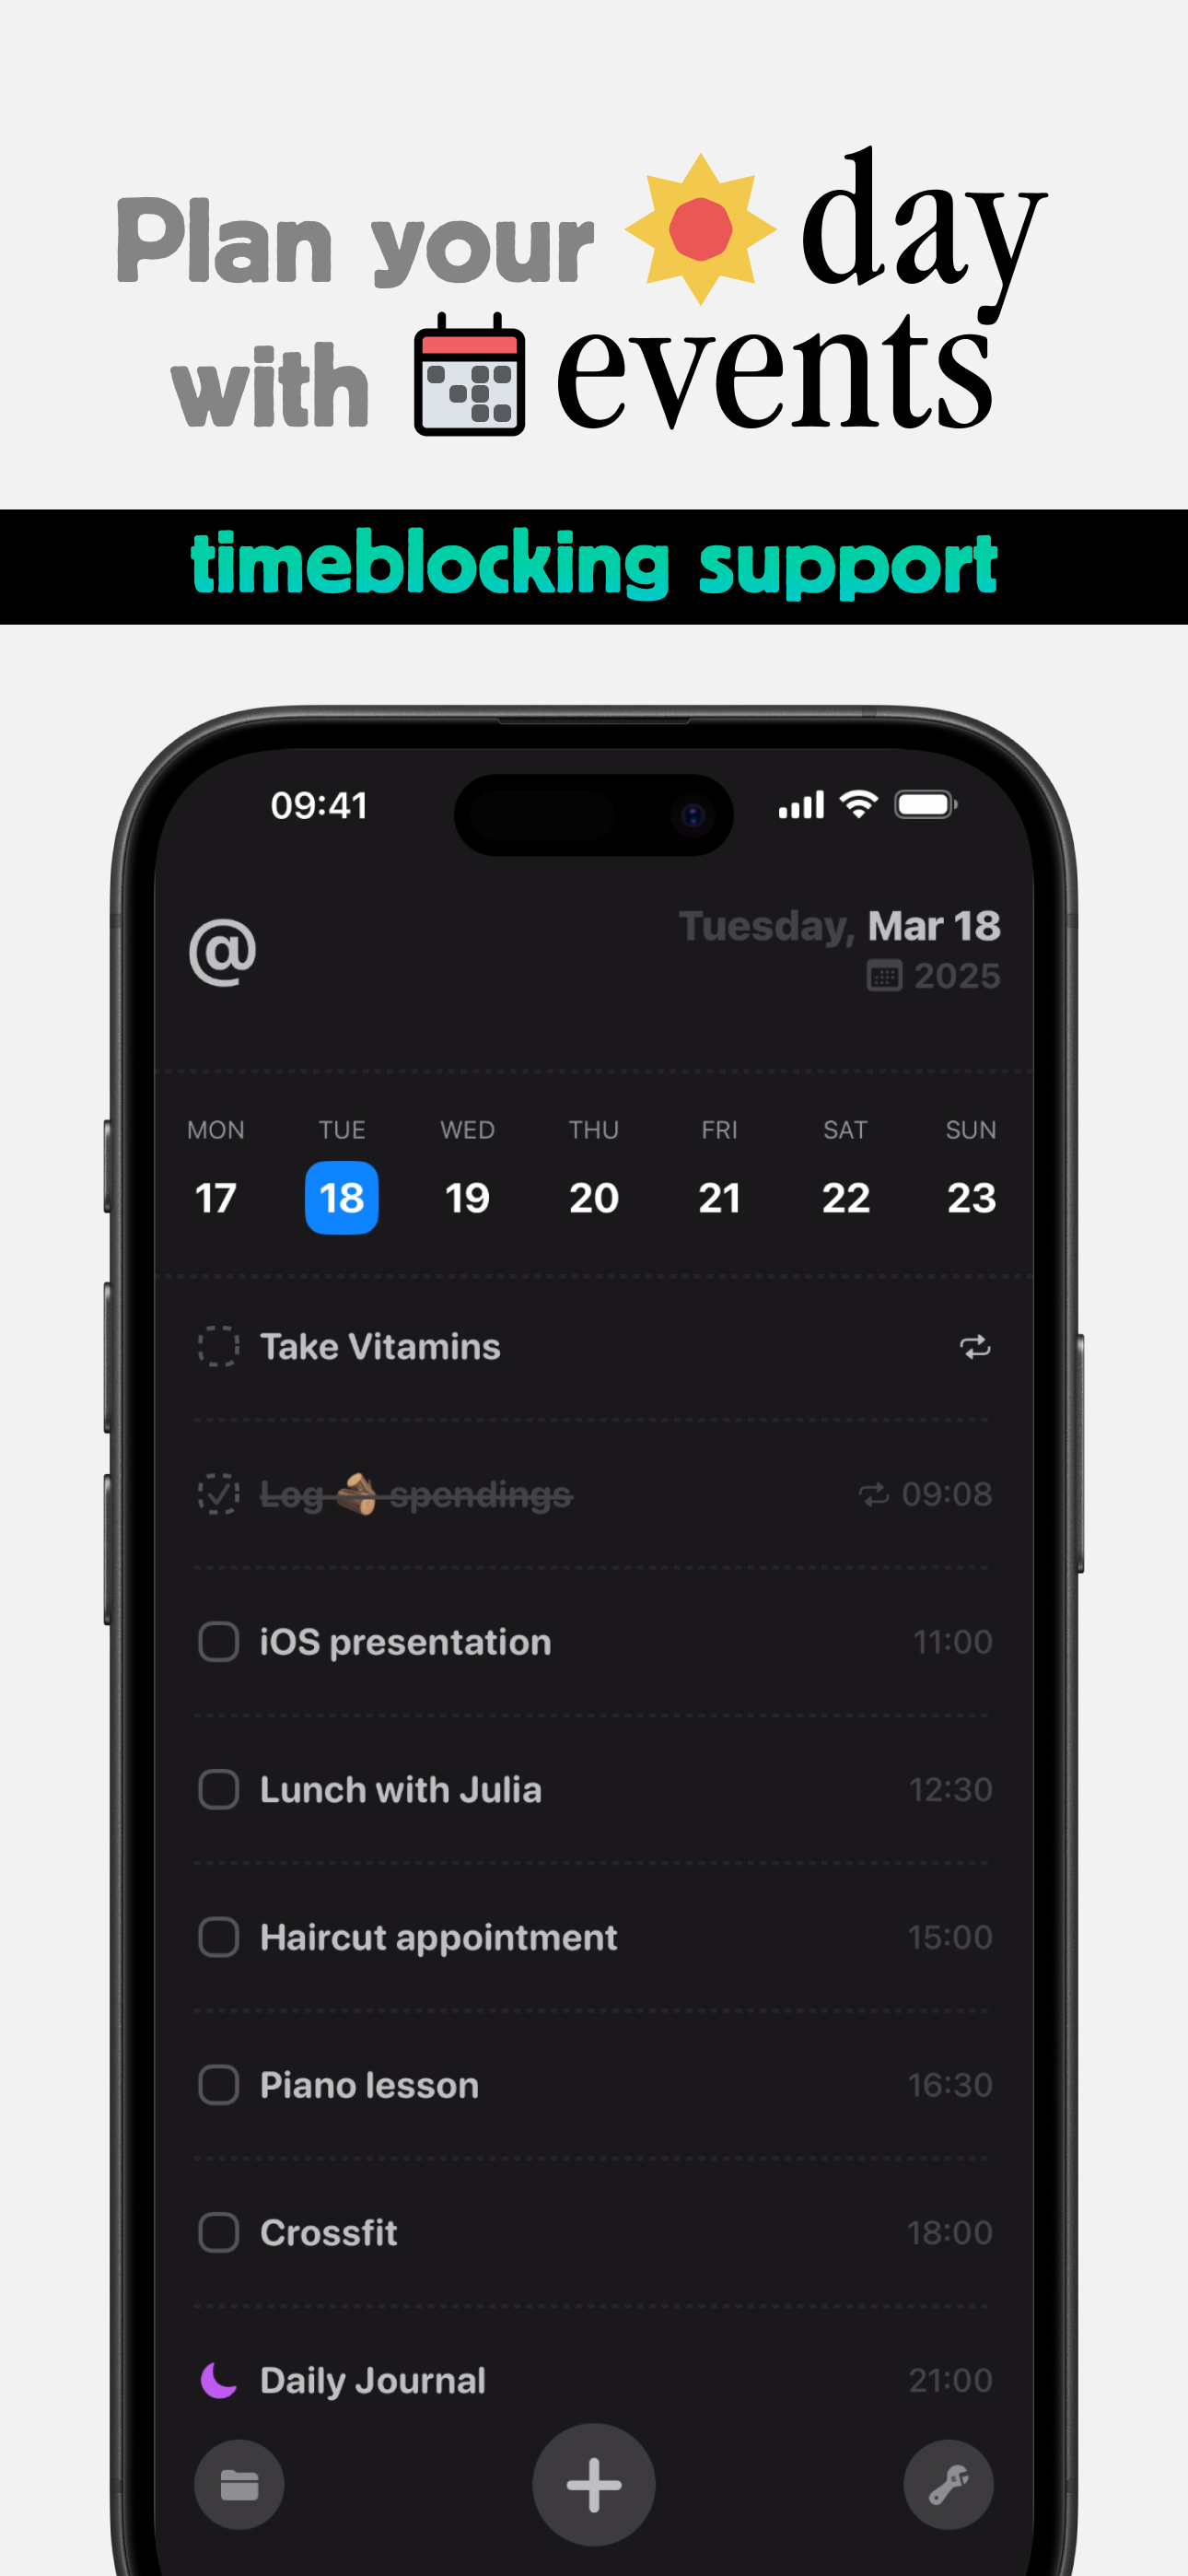 Plan your day
with events
timeblocking support
09:41
@
Tuesday, Mar 18
2025
MON TUE WED THU FRI SAT SUN
17 18 19 20 21 22 23
Take Vitamins
Log 🪵 spendings 09:08
iOS presentation 11:00
Lunch with Julia 12:30
Haircut appointment 15:00
Piano lesson 16:30
Crossfit 18:00
Daily Journal 21:00